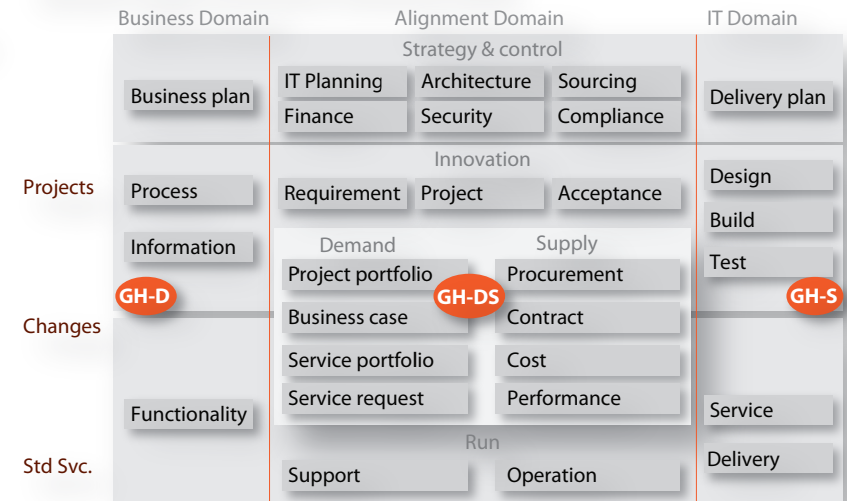 Business Domain
Alignment Domain
IT Domain
Strategy & control
Business plan
IT Planning
Architecture
Sourcing
Finance
Security
Compliance
Delivery plan
Projects
Innovation
Process
Requirement
Project
Acceptance
Design
Build
Test
Information
GH-D
Demand
Supply
Project portfolio
GH-DS
Procurement
GH-S
Changes
Business case
Contract
Service portfolio
Cost
Service request
Performance
Functionality
Service
Delivery
Run
Std Svc.
Support
Operation